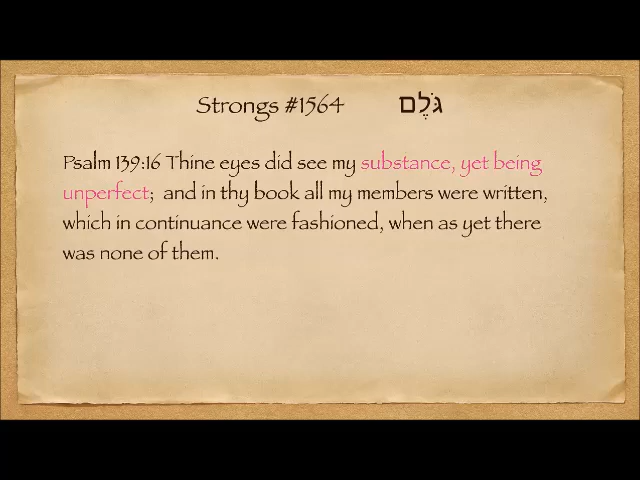 Strongs #1564 גֹּלֶם
Psalm 139:16 Thine eyes did see my substance, yet being
unperfect; and in thy book all my members were written,
which in continuance were fashioned, when as yet there
was none of them.